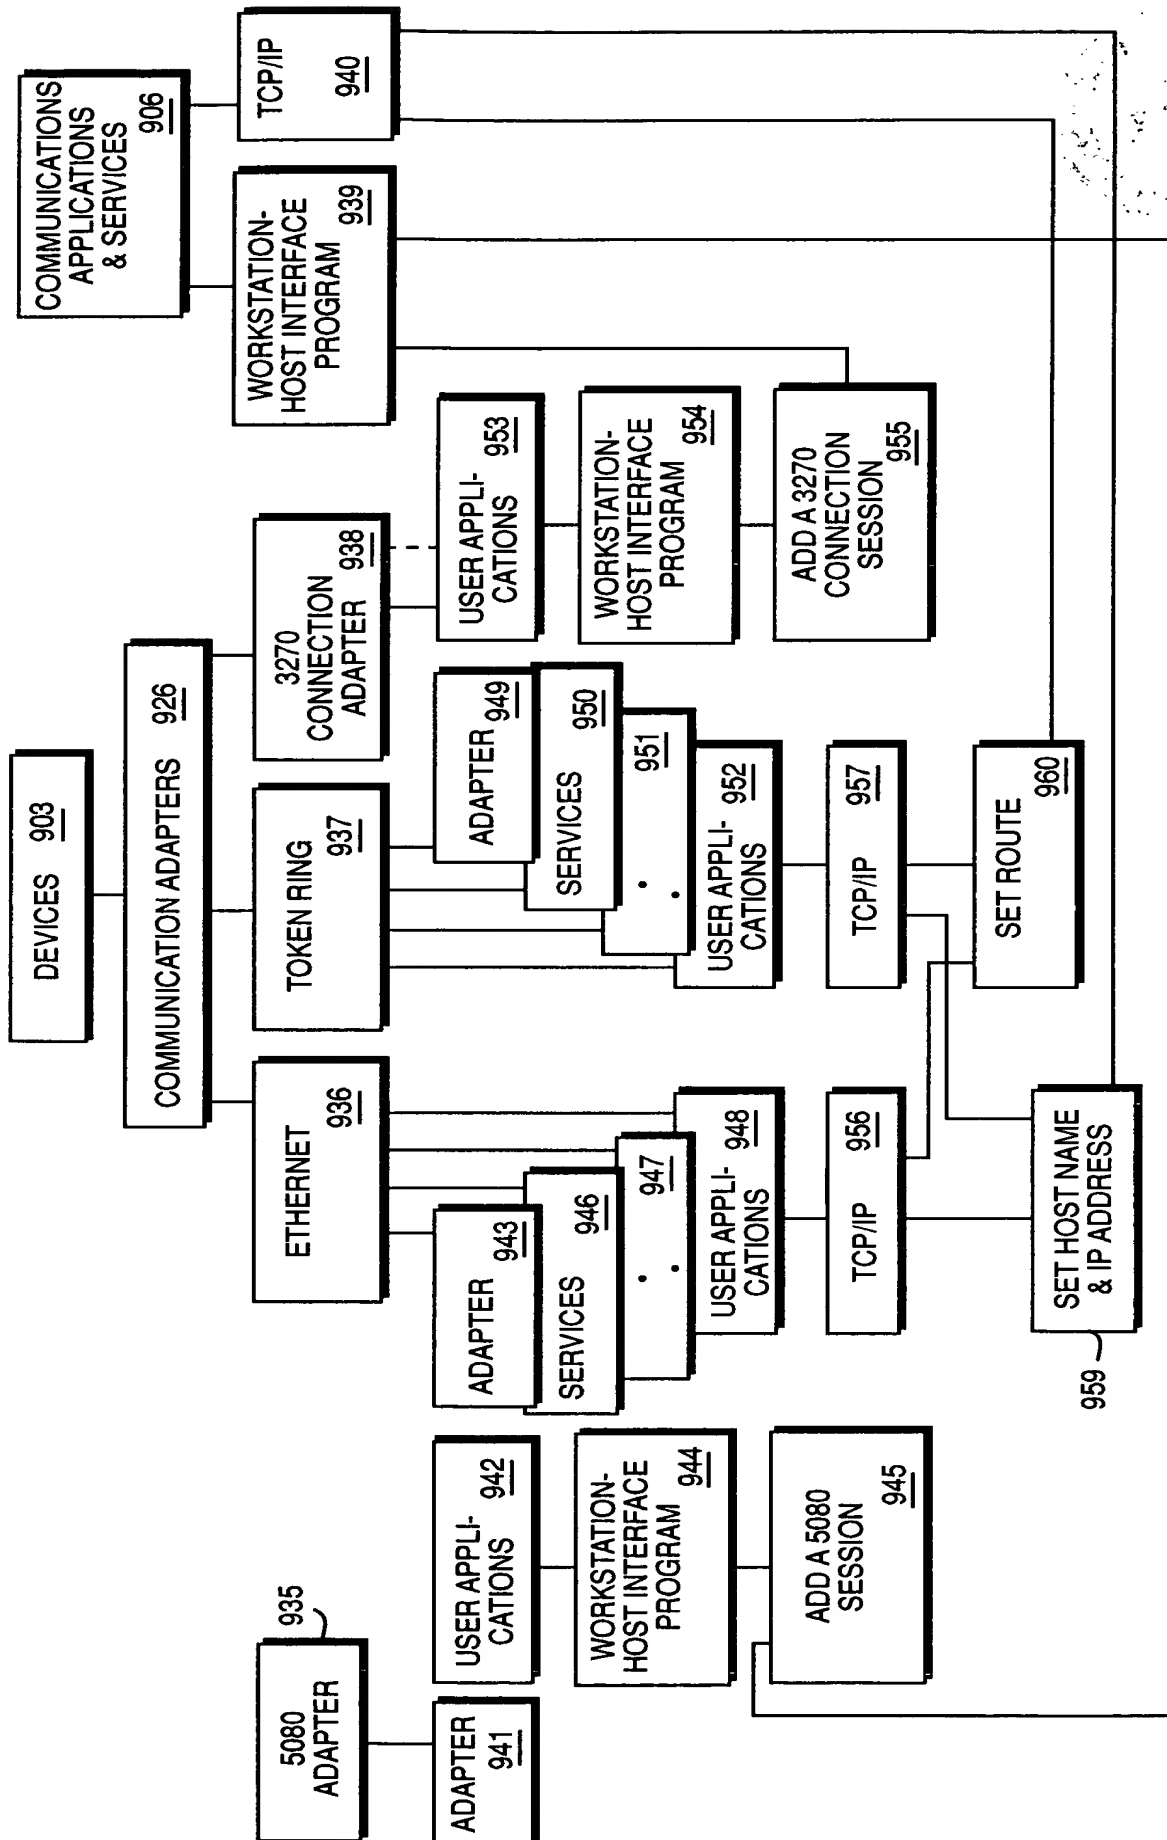 COMMUNICATIONS
APPLICATIONS
& SERVICES
906
TCP/IP
940
WORKSTATION-
HOST INTERFACE
PROGRAM
939
DEVICES 903
COMMUNICATION ADAPTERS 926
3270
CONNECTION
ADAPTER
938
TOKEN RING
937
ETHERNET
936
5080
ADAPTER
935
ADAPTER
941
USER APPLI-
CATIONS
942
WORKSTATION-
HOST INTERFACE
PROGRAM
944
ADD A 5080
SESSION
945
ADAPTER
943
SERVICES
946
947
USER APPLI-
CATIONS
948
TCP/IP
956
SET HOST NAME
& IP ADDRESS
959
ADAPTER
949
SERVICES
950
951
USER APPLI-
CATIONS
952
TCP/IP
957
SET ROUTE
960
USER APPLI-
CATIONS
953
WORKSTATION-
HOST INTERFACE
PROGRAM
954
ADD A 3270
CONNECTION
SESSION
955